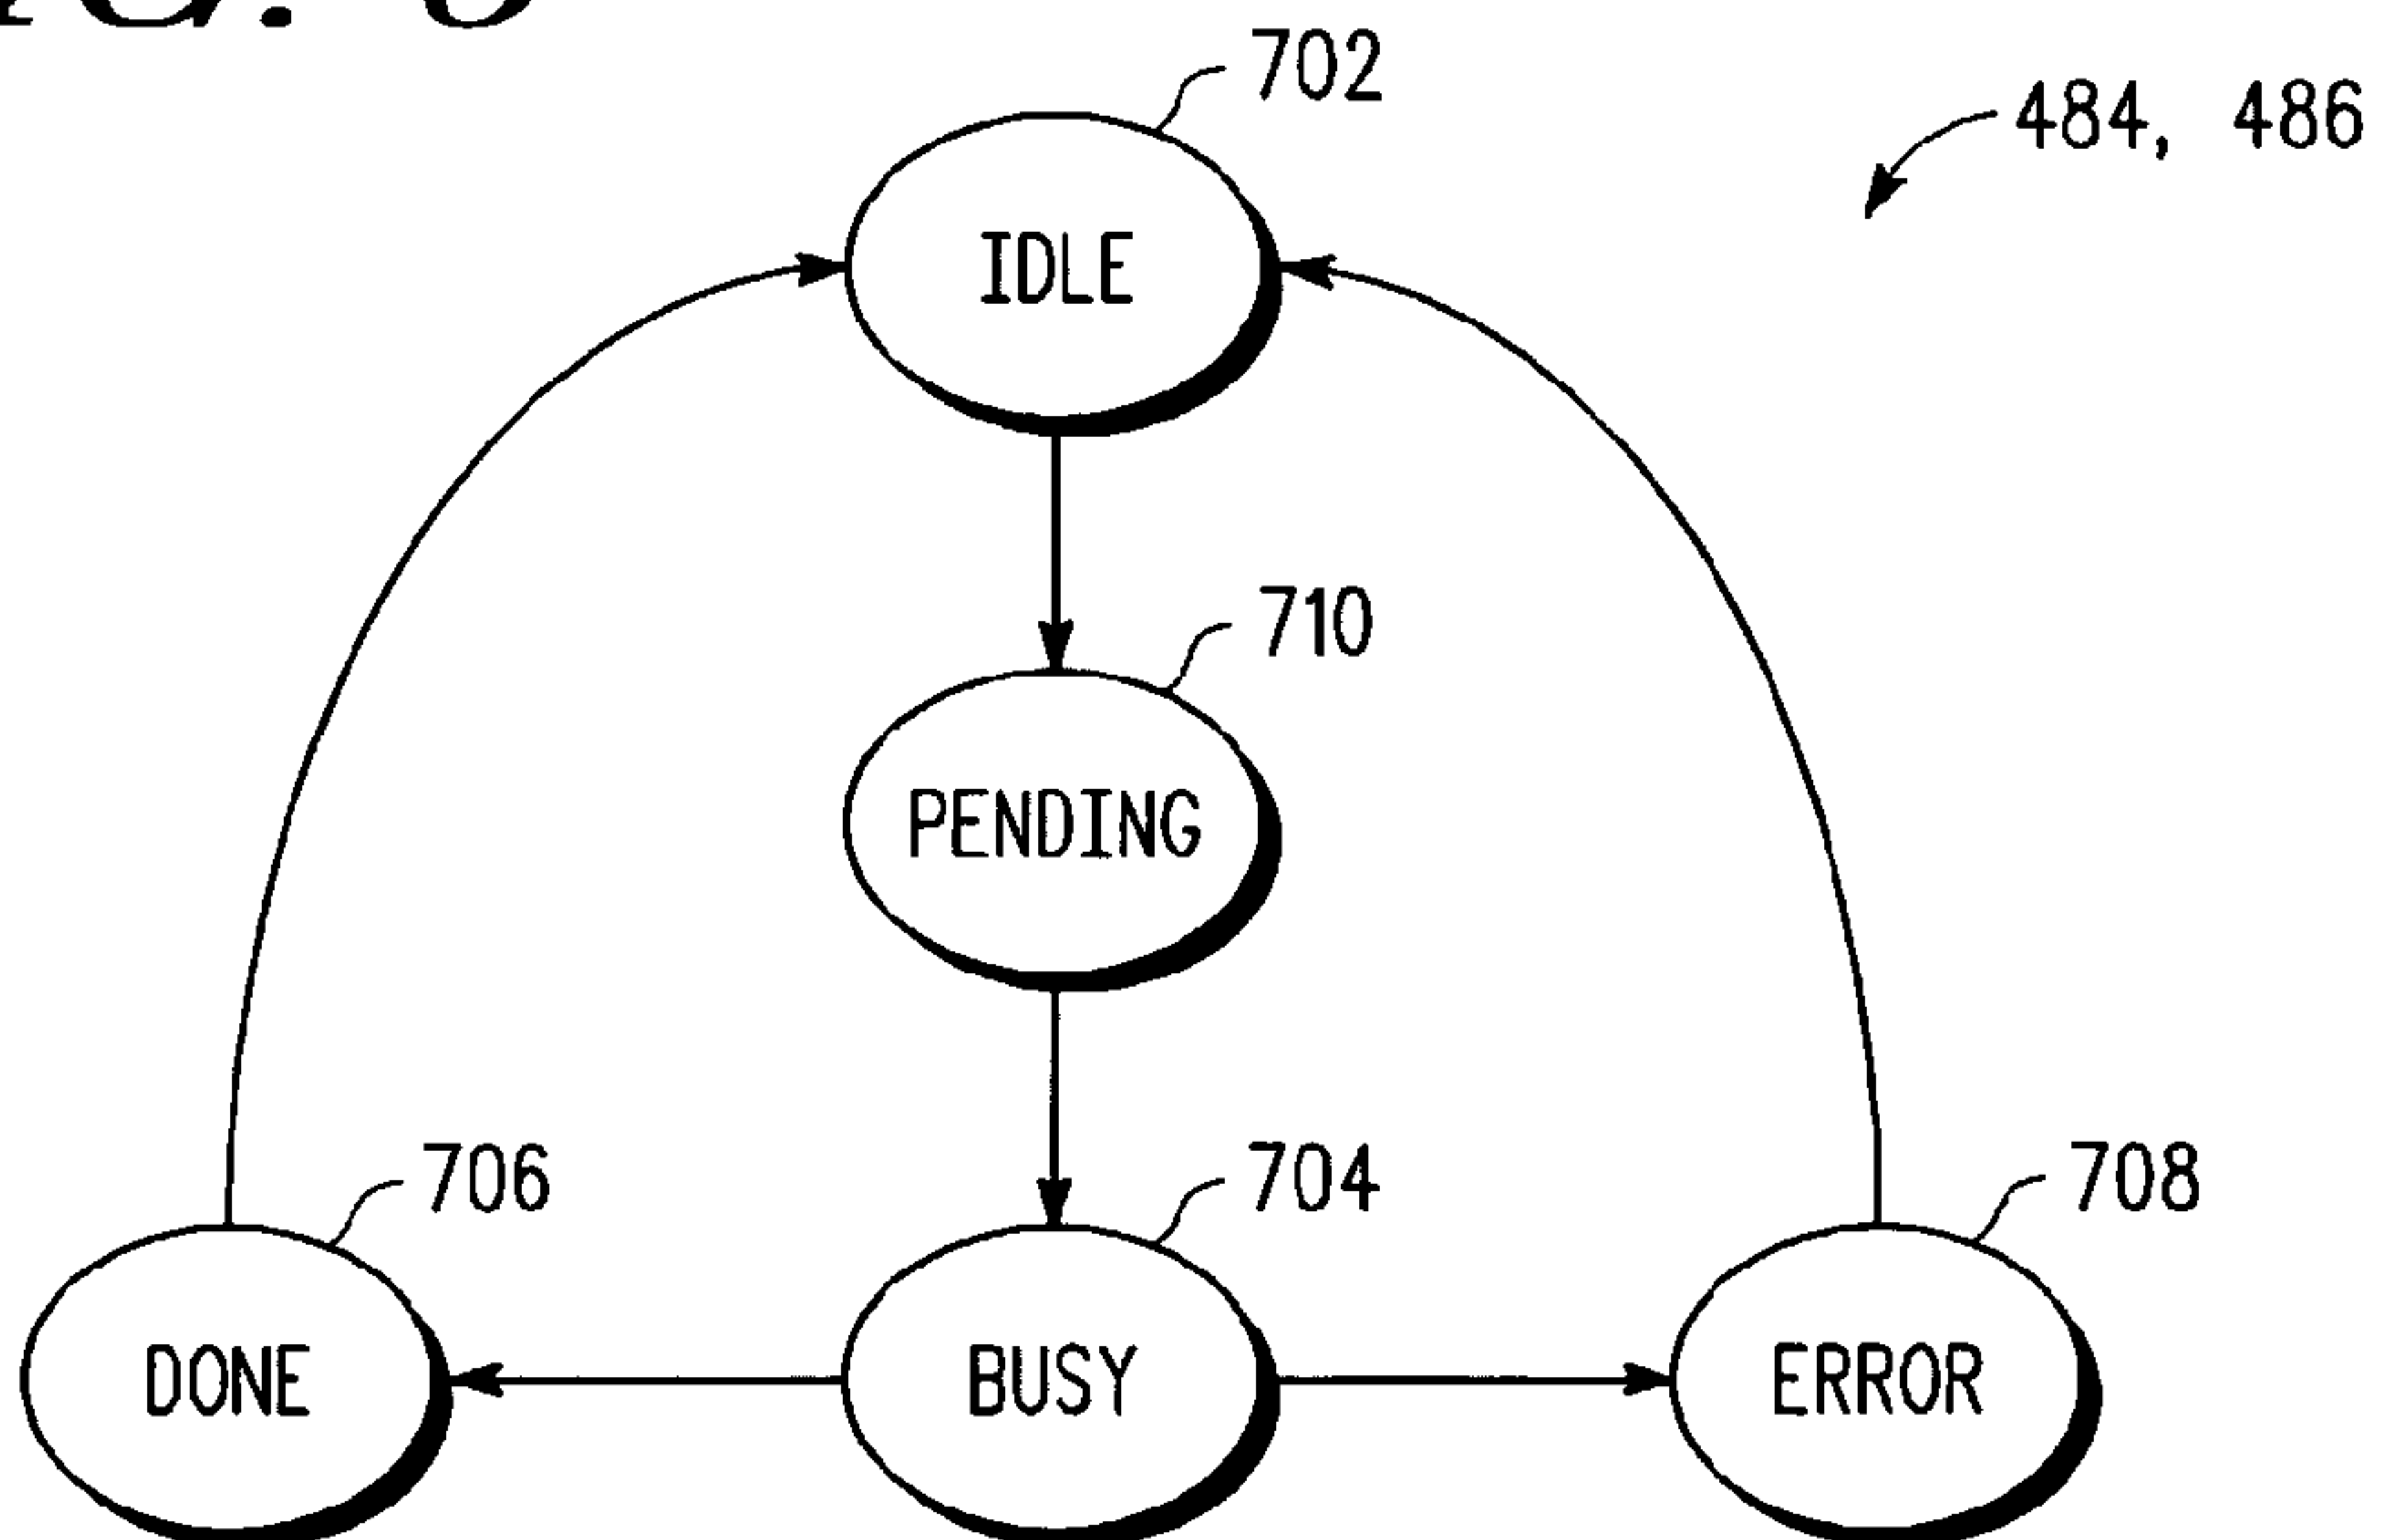 702
484, 486
IDLE
710
PENDING
706
704
708
DONE
BUSY
ERROR